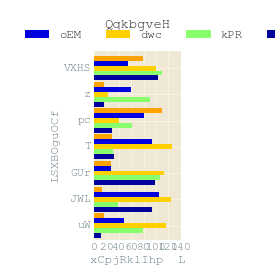 QqkbgveH
oEM dwc kPR
VXHS
z
pc
T
GUr
JWL
uW
LSXBOguOCf
0 20 40 60 80 100 120 140
xCpjRklIhp L